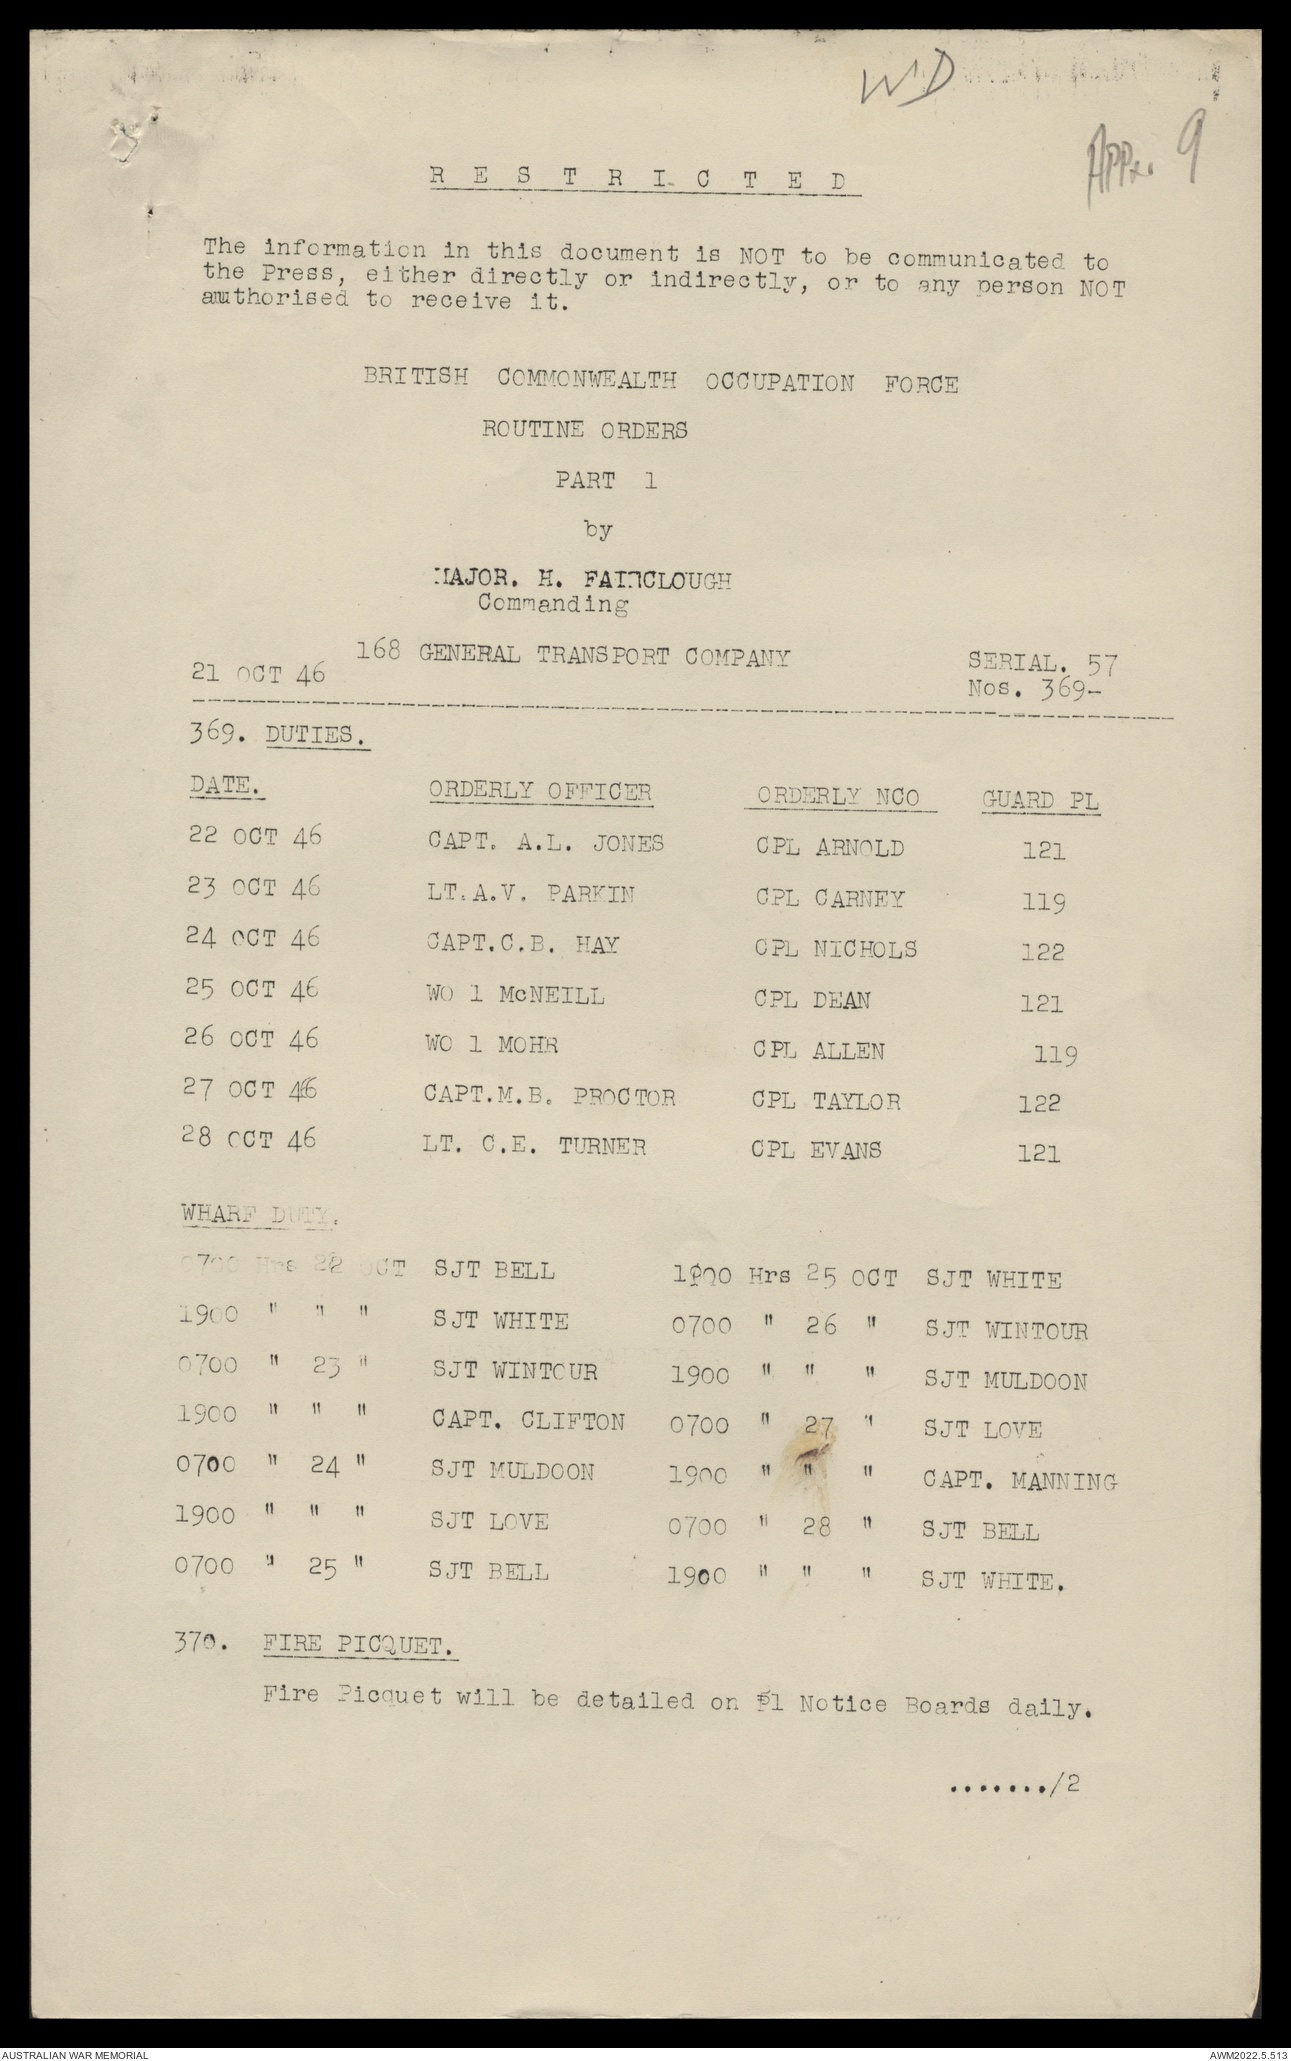 WD
APPx. 9
R E S T R I C T E D
The information in this document is NOT to be communicated to
the Press, either directly or indirectly, or to any person NOT
authorised to receive it.
BRITISH COMMONWEALTH OCCUPATION FORCE
ROUTINE ORDERS
PART 1
by
MAJOR. H. FAIRCLOUGH
Commanding
168 GENERAL TRANSPORT COMPANY
21 OCT 46 SERIAL. 57
Nos. 369-
369. DUTIES.
DATE. ORDERLY OFFICER ORDERLY NCO GUARD PL
22 OCT 46 CAPT. A.L. JONES CPL ARNOLD 121
23 OCT 46 LT.A.V. PARKIN CPL CARNEY 119
24 OCT 46 CAPT.C.B. HAY CPL NICHOLS 122
25 OCT 46 WO 1 McNEILL CPL DEAN 121
26 OCT 46 WO 1 MOHR CPL ALLEN 119
27 OCT 46 CAPT.M.B. PROCTOR CPL TAYLOR 122
28 OCT 46 LT. C.E. TURNER CPL EVANS 121
WHARF DUTY.
0700 Hrs 22 OCT SJT BELL 1900 Hrs 25 OCT SJT WHITE
1900 " " " SJT WHITE 0700 " 26 " SJT WINTOUR
0700 " 23 " SJT WINTOUR 1900 " " " SJT MULDOON
1900 " " " CAPT. CLIFTON 0700 " 27 " SJT LOVE
0700 " 24 " SJT MULDOON 1900 " " " CAPT. MANNING
1900 " " " SJT LOVE 0700 " 28 " SJT BELL
0700 " 25 " SJT BELL 1900 " " " SJT WHITE.
370. FIRE PICQUET.
Fire Picquet will be detailed on Pl Notice Boards daily.
......./2
AUSTRALIAN WAR MEMORIAL AWM2022.5.513